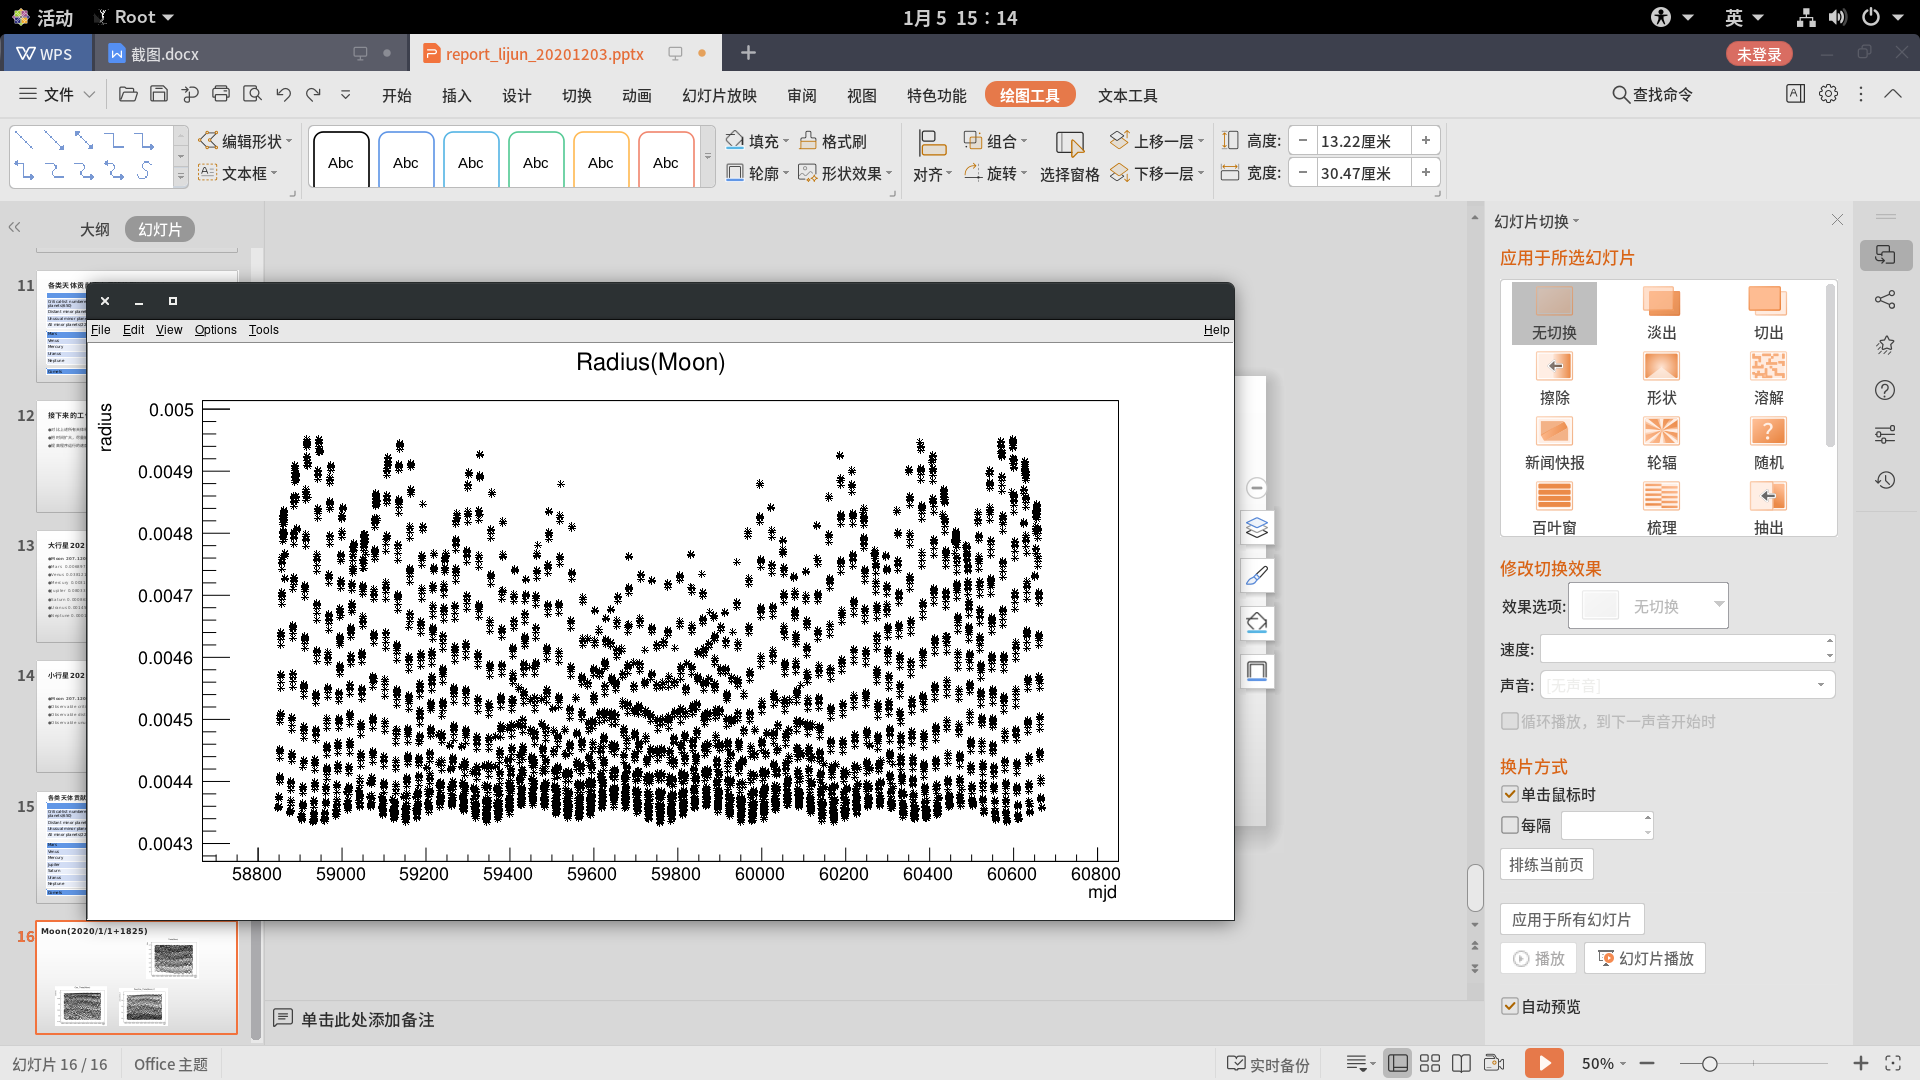 活动 Root 1月 5 15：14 英
WPS 截图.docx report_lijun_20201203.pptx 未登录
文件 开始 插入 设计 切换 动画 幻灯片放映 审阅 视图 特色功能 绘图工具 文本工具 查找命令
编辑形状 文本框 Abc Abc Abc Abc Abc Abc 填充 格式刷 轮廓 形状效果 对齐 组合 旋转 选择窗格 上移一层 下移一层 高度: 13.22厘米 宽度: 30.47厘米
大纲 幻灯片
11
12
13
14
15
16
Moon(2020/1/1+1825)
File Edit View Options Tools Help
Radius(Moon)
radius
0.005
0.0049
0.0048
0.0047
0.0046
0.0045
0.0044
0.0043
58800 59000 59200 59400 59600 59800 60000 60200 60400 60600 60800
mjd
单击此处添加备注
幻灯片切换
应用于所选幻灯片
无切换 淡出 切出
擦除 形状 溶解
新闻快报 轮辐 随机
百叶窗 梳理 抽出
修改切换效果
效果选项: 无切换
速度:
声音: [无声音]
循环播放，到下一声音开始时
换片方式
单击鼠标时
每隔
排练当前页
应用于所有幻灯片
播放 幻灯片播放
自动预览
幻灯片 16 / 16 Office 主题 实时备份 50%